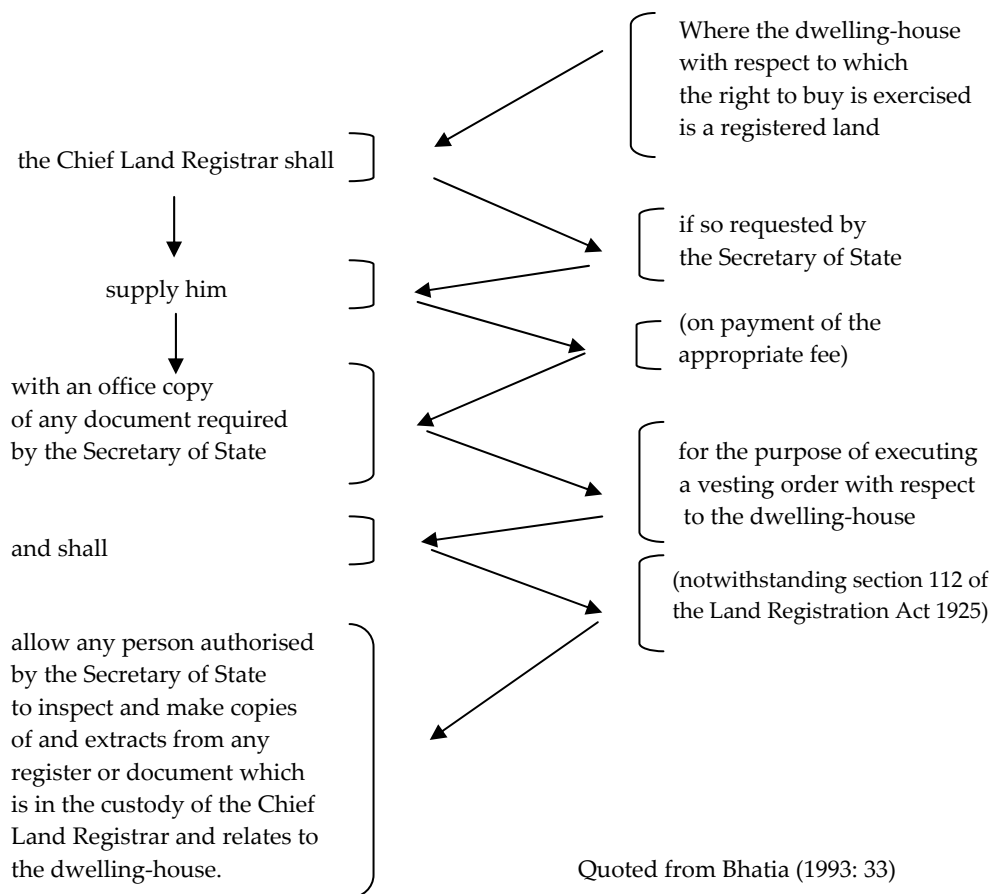 Where the dwelling-house
with respect to which
the right to buy is exercised
is a registered land
the Chief Land Registrar shall
if so requested by
the Secretary of State
supply him
(on payment of the
appropriate fee)
with an office copy
of any document required
by the Secretary of State
for the purpose of executing
a vesting order with respect
to the dwelling-house
and shall
(notwithstanding section 112 of
the Land Registration Act 1925)
allow any person authorised
by the Secretary of State
to inspect and make copies
of and extracts from any
register or document which
is in the custody of the Chief
Land Registrar and relates to
the dwelling-house.
Quoted from Bhatia (1993: 33)